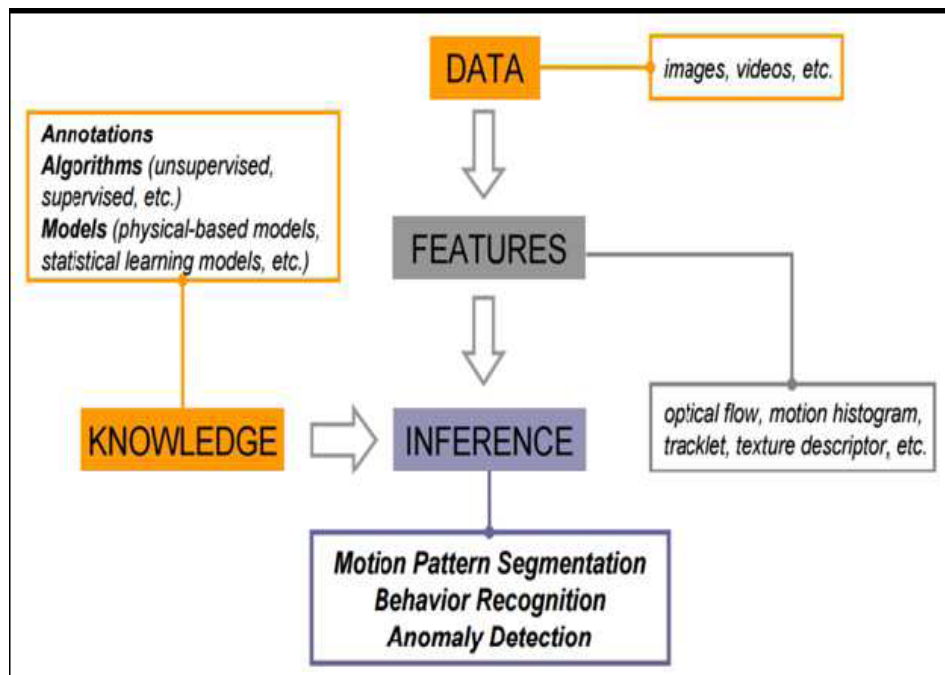 DATA
images, videos, etc.
Annotations
Algorithms (unsupervised,
supervised, etc.)
Models (physical-based models,
statistical learning models, etc.)
FEATURES
optical flow, motion histogram,
tracklet, texture descriptor, etc.
KNOWLEDGE
INFERENCE
Motion Pattern Segmentation
Behavior Recognition
Anomaly Detection